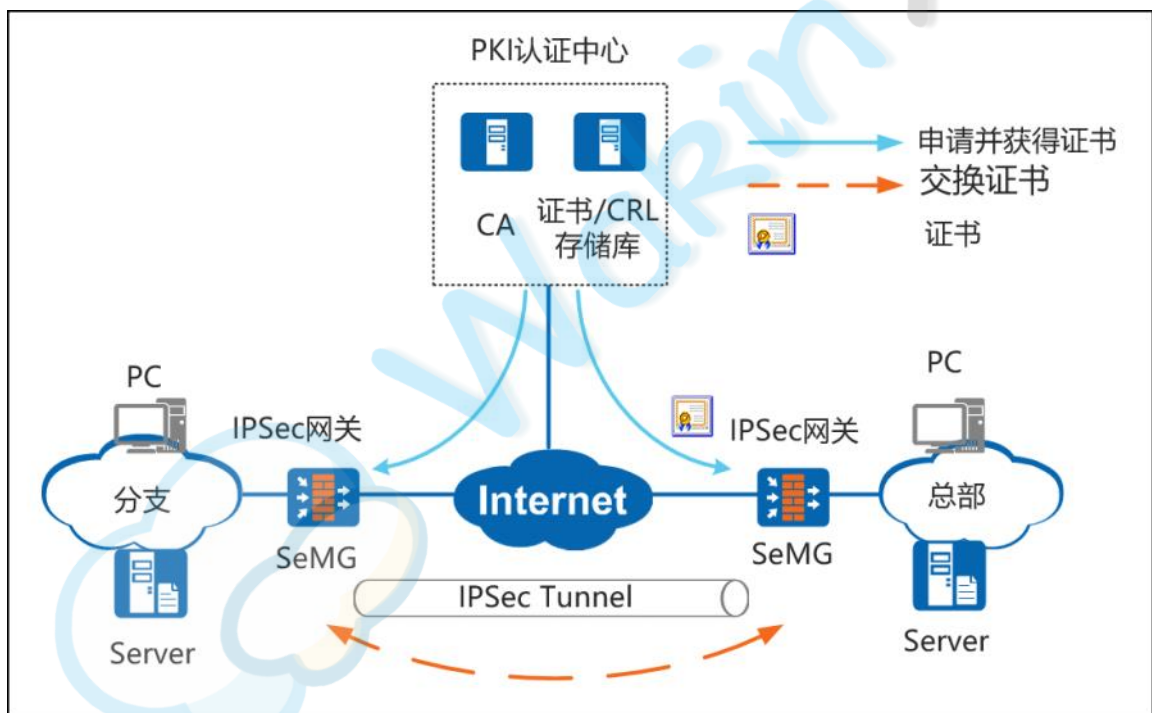 PKI认证中心
CA
证书/CRL
存储库
申请并获得证书
交换证书
证书
PC
IPSec网关
分支
SeMG
Server
Internet
PC
IPSec网关
总部
SeMG
Server
IPSec Tunnel
Wakin